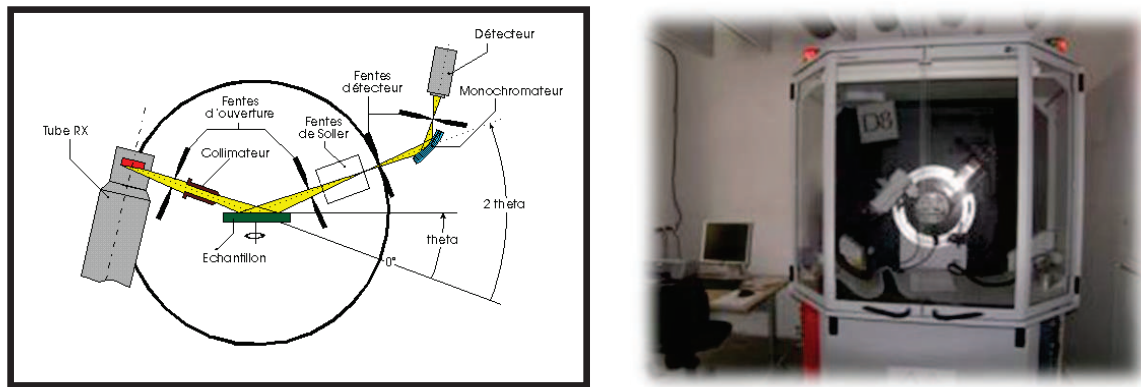 Détecteur
Fentes
détecteur
Monochromateur
Fentes
d'ouverture
Fentes
de Soller
Tube RX
Collimateur
2 theta
theta
Echantillon
0°
D8